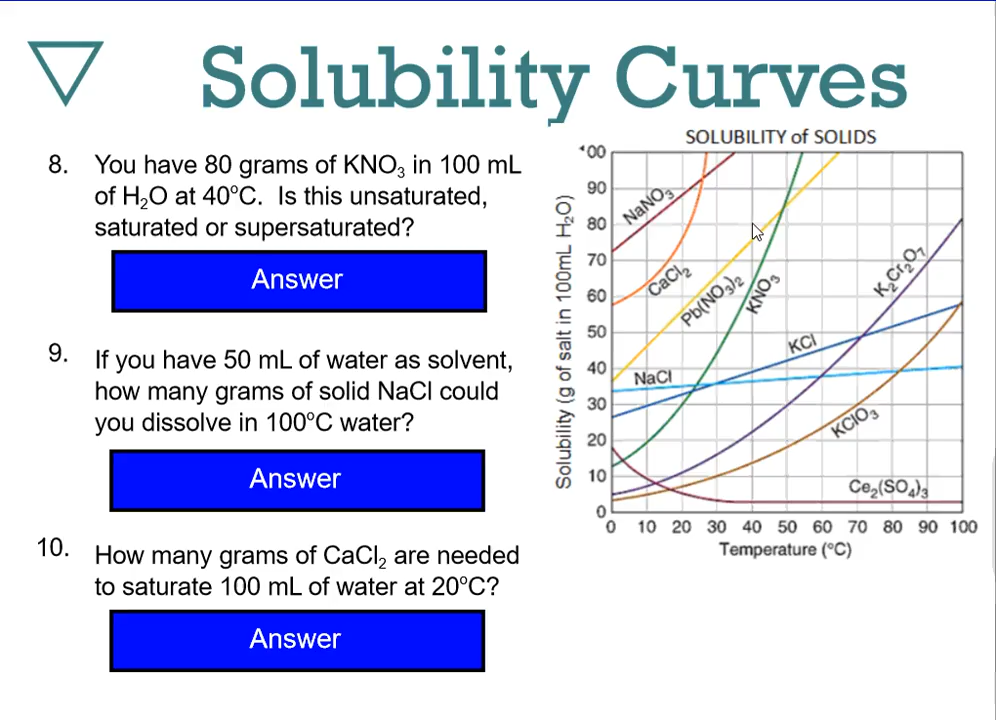 Solubility Curves
8. You have 80 grams of KNO₃ in 100 mL
of H₂O at 40°C. Is this unsaturated,
saturated or supersaturated?
Answer
9. If you have 50 mL of water as solvent,
how many grams of solid NaCl could
you dissolve in 100°C water?
Answer
10. How many grams of CaCl₂ are needed
to saturate 100 mL of water at 20°C?
Answer
SOLUBILITY of SOLIDS
Solubility (g of salt in 100mL H₂O)
100
90
80
70
60
50
40
30
20
10
0
NaNO₃
CaCl₂
Pb(NO₃)₂
KNO₃
K₂Cr₂O₇
KCl
NaCl
KClO₃
Ce₂(SO₄)₃
0 10 20 30 40 50 60 70 80 90 100
Temperature (°C)